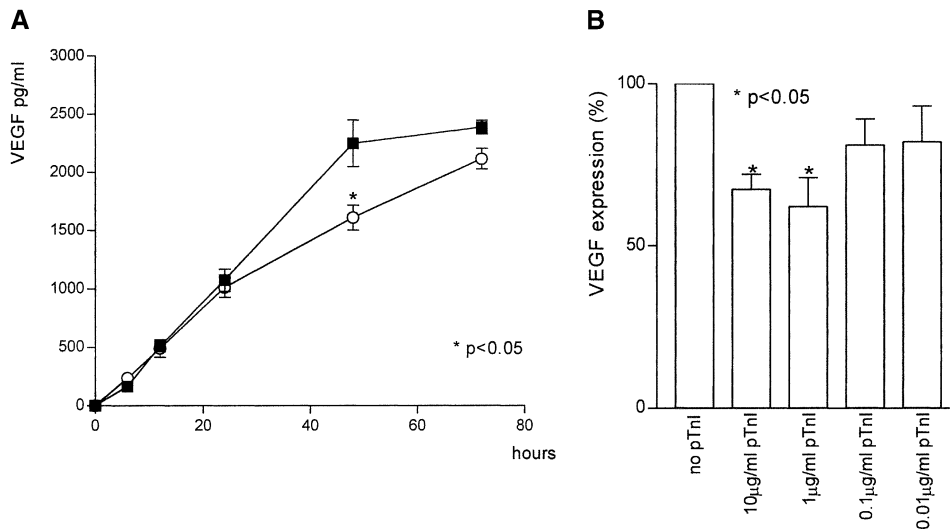 A
VEGF pg/ml
3000
2500
2000
1500
1000
500
0
*
* p<0.05
0 20 40 60 80
hours
B
VEGF expression (%)
100
50
0
* p<0.05
* *
no pTnI
10µg/ml pTnI
1µg/ml pTnI
0.1µg/ml pTnI
0.01µg/ml pTnI